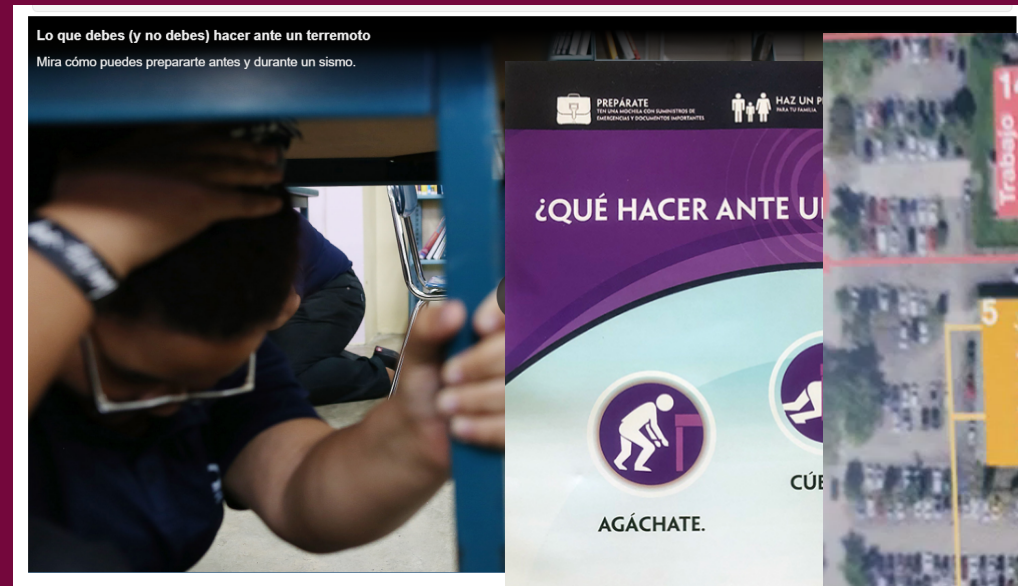 Lo que debes (y no debes) hacer ante un terremoto
Mira cómo puedes prepararte antes y durante un sismo.
PREPÁRATE
TEN UNA MOCHILA CON SUMINISTROS DE
EMERGENCIAS Y DOCUMENTOS IMPORTANTES
HAZ UN P
PARA TU FAMILIA
¿QUÉ HACER ANTE U
AGÁCHATE.
CÚB
Trabajo
5